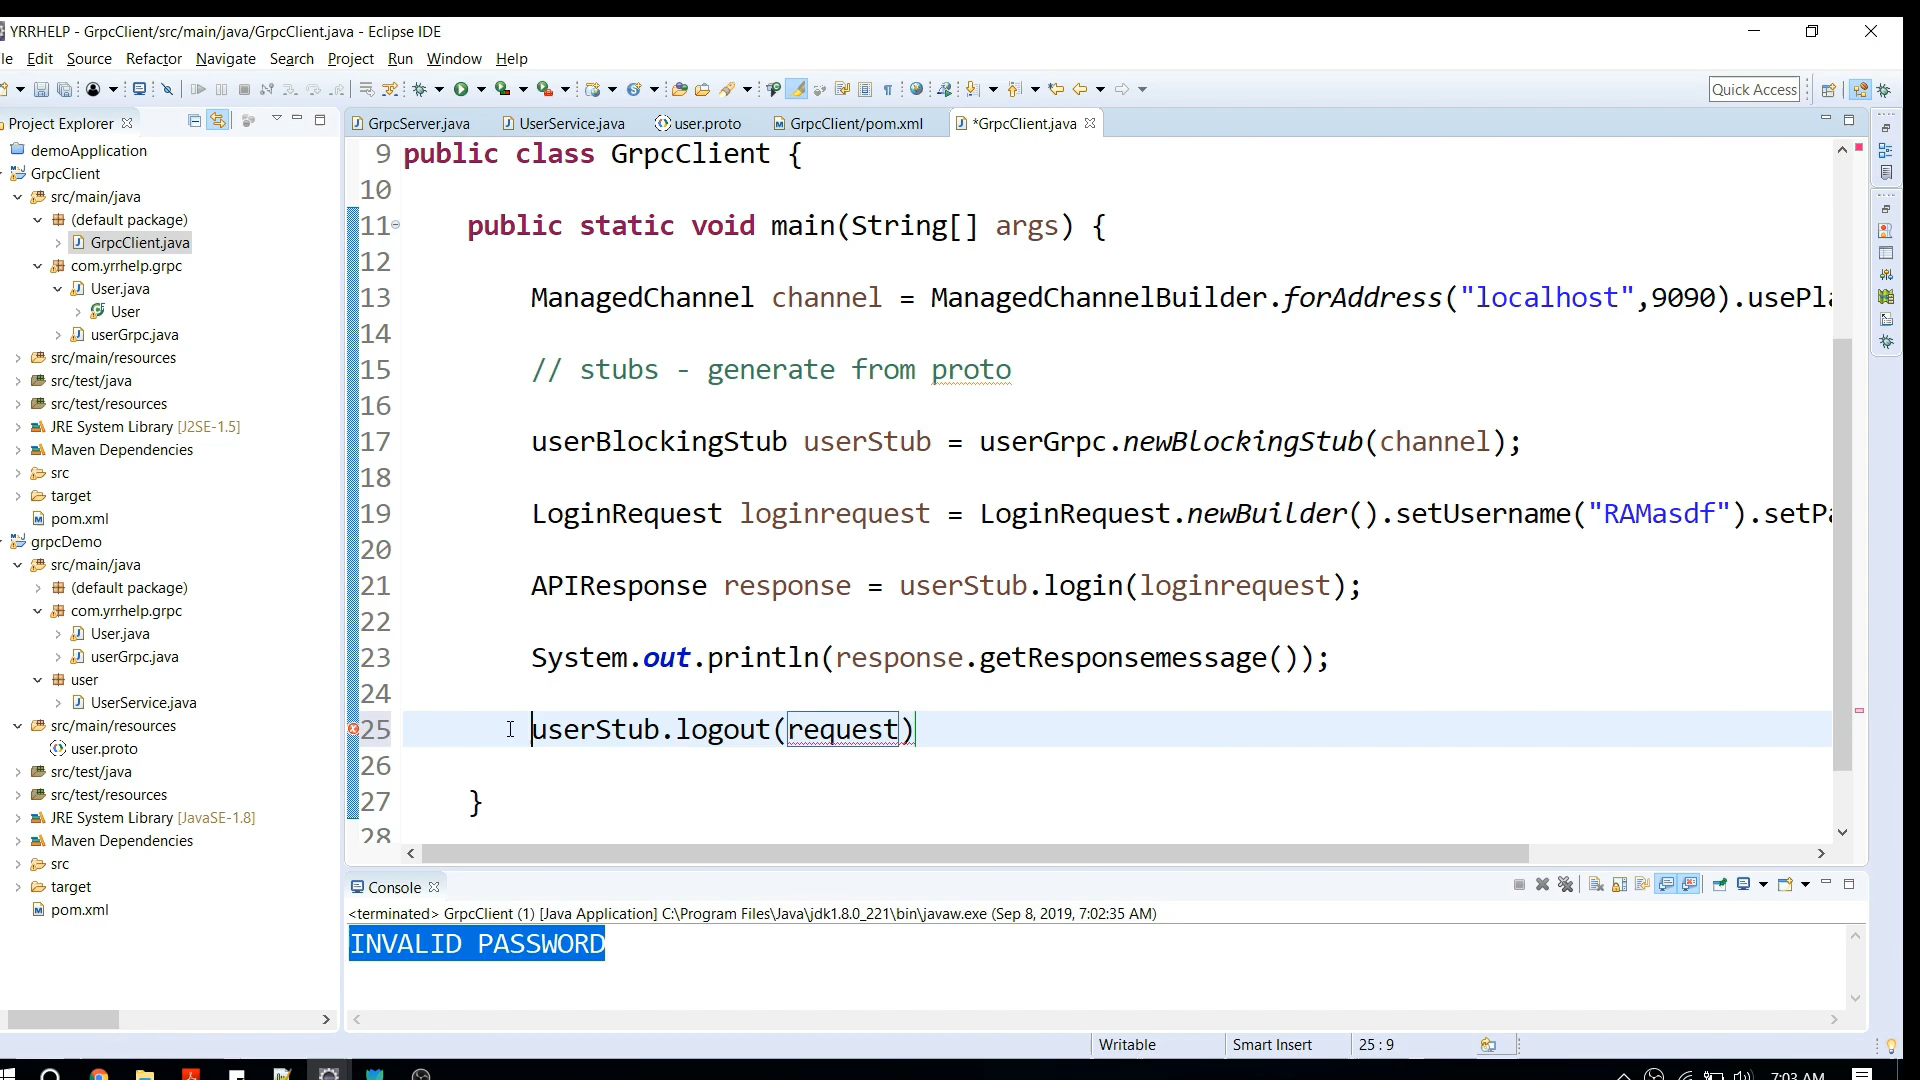 YRRHELP - GrpcClient/src/main/java/GrpcClient.java - Eclipse IDE
le Edit Source Refactor Navigate Search Project Run Window Help
Quick Access
Project Explorer
demoApplication
GrpcClient
src/main/java
(default package)
GrpcClient.java
com.yrrhelp.grpc
User.java
User
userGrpc.java
src/main/resources
src/test/java
src/test/resources
JRE System Library [J2SE-1.5]
Maven Dependencies
src
target
pom.xml
grpcDemo
src/main/java
(default package)
com.yrrhelp.grpc
User.java
userGrpc.java
user
UserService.java
src/main/resources
user.proto
src/test/java
src/test/resources
JRE System Library [JavaSE-1.8]
Maven Dependencies
src
target
pom.xml
GrpcServer.java UserService.java user.proto GrpcClient/pom.xml *GrpcClient.java
9 public class GrpcClient {
10
11 public static void main(String[] args) {
12
13 ManagedChannel channel = ManagedChannelBuilder.forAddress("localhost",9090).usePla
14
15 // stubs - generate from proto
16
17 userBlockingStub userStub = userGrpc.newBlockingStub(channel);
18
19 LoginRequest loginrequest = LoginRequest.newBuilder().setUsername("RAMasdf").setPa
20
21 APIResponse response = userStub.login(loginrequest);
22
23 System.out.println(response.getResponsemessage());
24
25 userStub.logout(request)
26
27 }
28
Console
<terminated> GrpcClient (1) [Java Application] C:\Program Files\Java\jdk1.8.0_221\bin\javaw.exe (Sep 8, 2019, 7:02:35 AM)
INVALID PASSWORD
Writable Smart Insert 25 : 9
7:03 AM